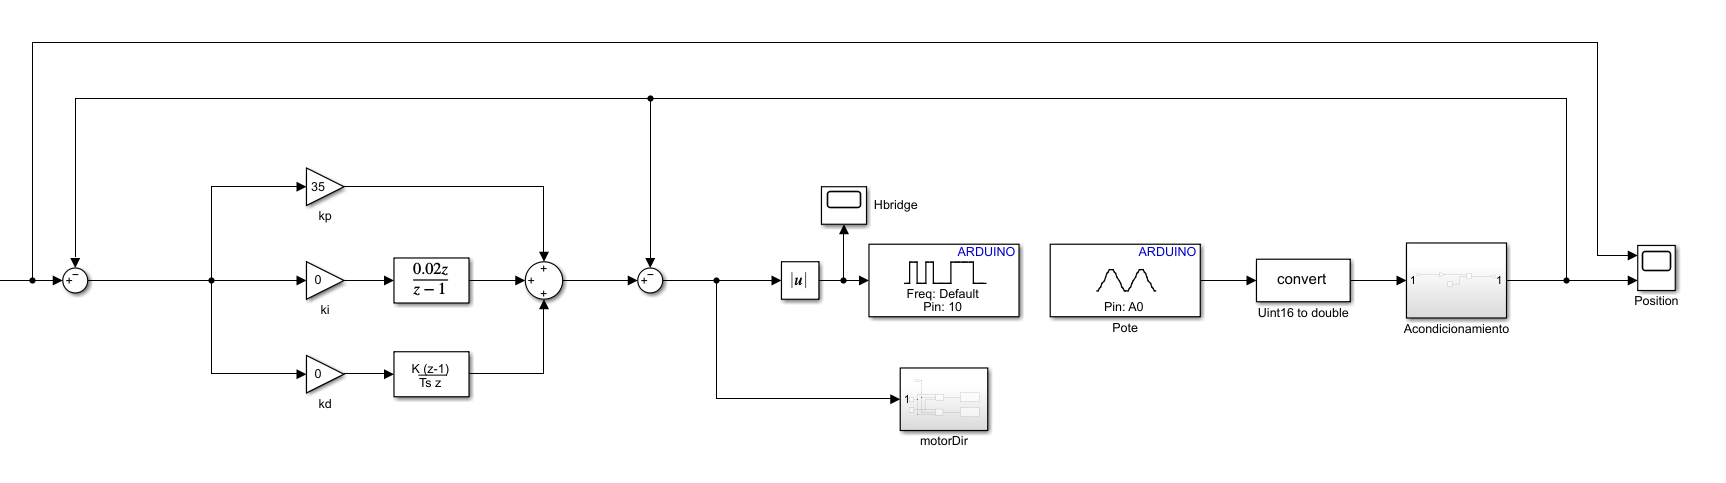 35
kp
0
ki
0.02z
z − 1
0
kd
K (z-1)
Ts z
|u|
Hbridge
ARDUINO
Freq: Default
Pin: 10
1
motorDir
ARDUINO
Pin: A0
Pote
convert
Uint16 to double
1
1
Acondicionamiento
Position